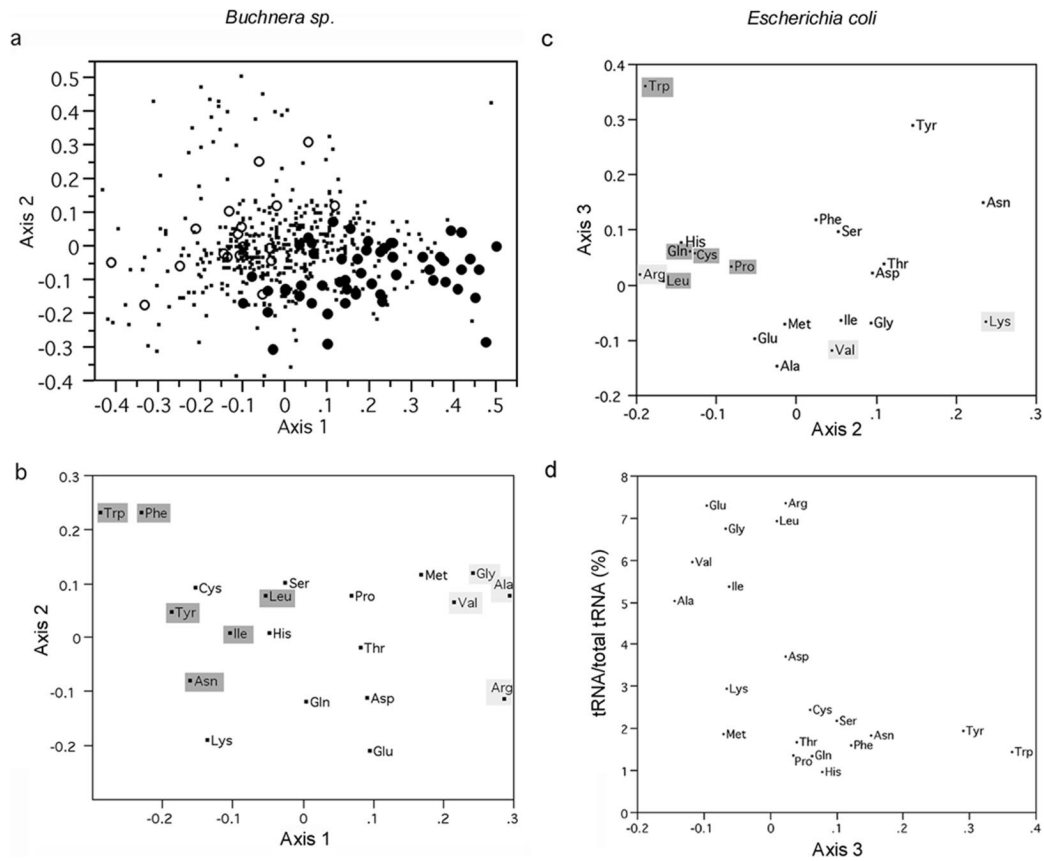 Buchnera sp.
Escherichia coli
a
0.5
0.4
0.3
0.2
0.1
0
-0.1
-0.2
-0.3
-0.4
Axis 2
-0.4 -0.3 -0.2 -0.1 0 .1 .2 .3 .4 .5
Axis 1
c
0.4
0.3
0.2
0.1
0
-0.1
-0.2
Axis 3
Trp
Tyr
Asn
Phe
Ser
His
Gln
Cys
Pro
Thr
Asp
Arg
Leu
Lys
Ile
Gly
Met
Glu
Val
Ala
-0.2 -0.1 0 .1 .2 .3
Axis 2
b
0.3
0.2
0.1
0
-0.1
-0.2
Axis 2
Trp
Phe
Cys
Ser
Met
Gly
Ala
Tyr
Leu
Pro
Val
Ile
His
Thr
Asn
Gln
Asp
Arg
Lys
Glu
-0.2 -0.1 0 .1 .2 .3
Axis 1
d
8
7
6
5
4
3
2
1
0
tRNA/total tRNA (%)
Glu
Arg
Leu
Gly
Val
Ile
Ala
Asp
Lys
Cys
Ser
Met
Asn
Tyr
Thr
Phe
Trp
Gln
Pro
His
-0.2 -0.1 0 .1 .2 .3 .4
Axis 3